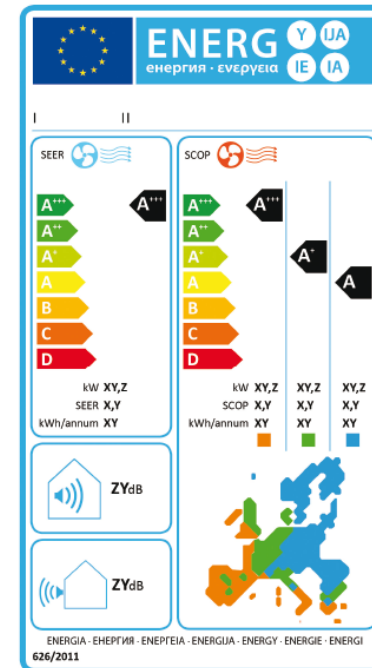 ENERG Y IJA
енергия · ενεργεια IE IA
I II
SEER
SCOP
A+++ A+++
A++
A+
A
B
C
D
kW XY,Z
SEER X,Y
kWh/annum XY
A+++ A+++
A++
A+ A+
A A
B
C
D
kW XY,Z XY,Z XY,Z
SCOP X,Y X,Y X,Y
kWh/annum XY XY XY
ZYdB
ZYdB
ENERGIA · ЕНЕРГИЯ · ΕΝΕΡΓΕΙΑ · ENERGIJA · ENERGY · ENERGIE · ENERGI
626/2011